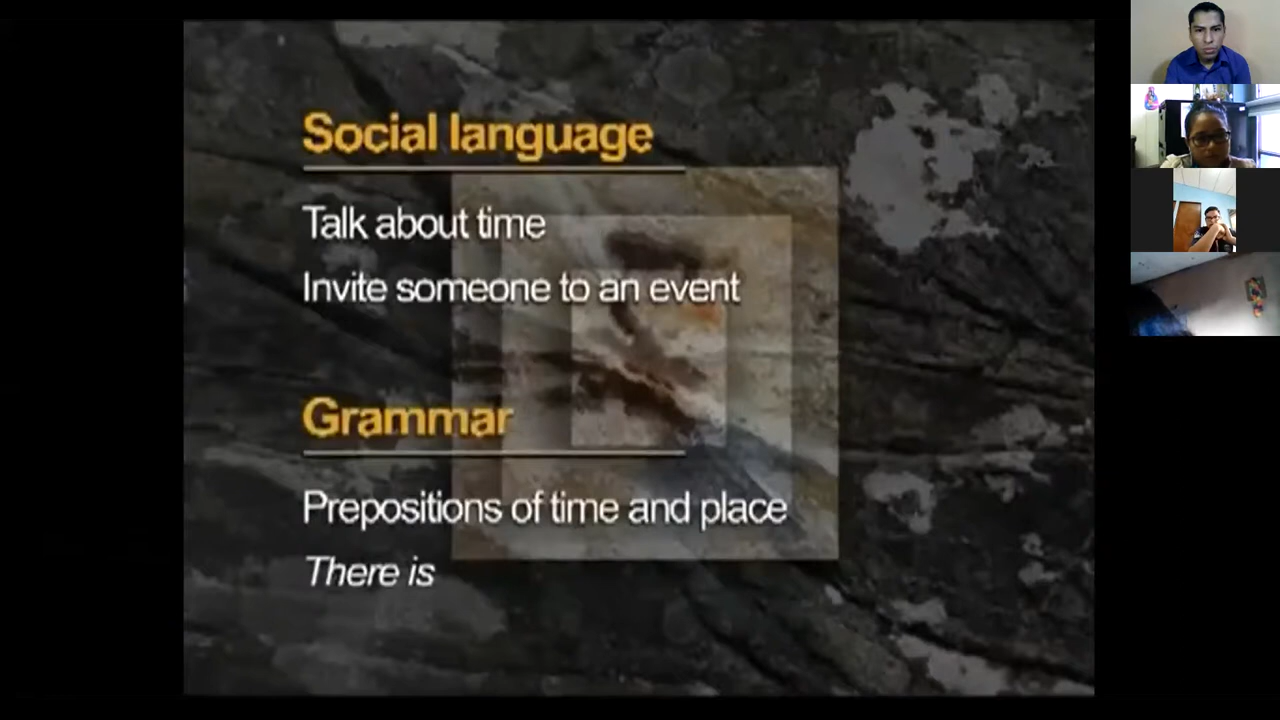 Social language
Talk about time
Invite someone to an event
Grammar
Prepositions of time and place
There is